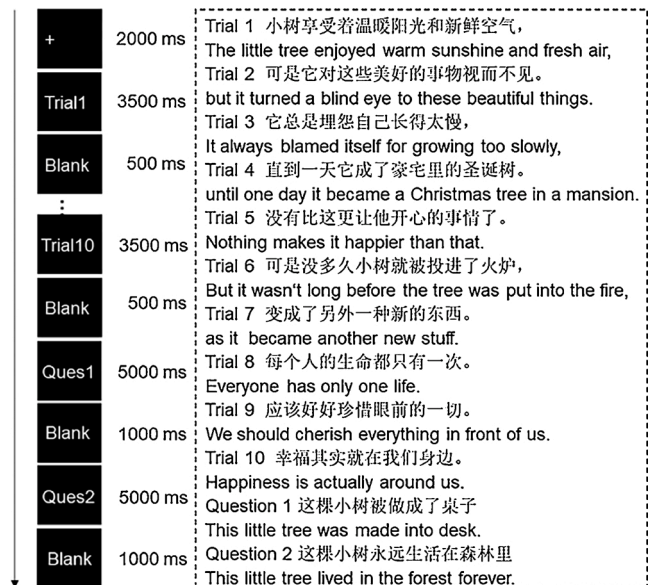 + 2000 ms
Trial1 3500 ms
Blank 500 ms
Trial10 3500 ms
Blank 500 ms
Ques1 5000 ms
Blank 1000 ms
Ques2 5000 ms
Blank 1000 ms
Trial 1 小树享受着温暖阳光和新鲜空气，
The little tree enjoyed warm sunshine and fresh air,
Trial 2 可是它对这些美好的事物视而不见。
but it turned a blind eye to these beautiful things.
Trial 3 它总是埋怨自己长得太慢，
It always blamed itself for growing too slowly,
Trial 4 直到一天它成了豪宅里的圣诞树。
until one day it became a Christmas tree in a mansion.
Trial 5 没有比这更让他开心的事情了。
Nothing makes it happier than that.
Trial 6 可是没多久小树就被投进了火炉，
But it wasn't long before the tree was put into the fire,
Trial 7 变成了另外一种新的东西。
as it became another new stuff.
Trial 8 每个人的生命都只有一次。
Everyone has only one life.
Trial 9 应该好好珍惜眼前的一切。
We should cherish everything in front of us.
Trial 10 幸福其实就在我们身边。
Happiness is actually around us.
Question 1 这棵小树被做成了桌子
This little tree was made into desk.
Question 2 这棵小树永远生活在森林里
This little tree lived in the forest forever.